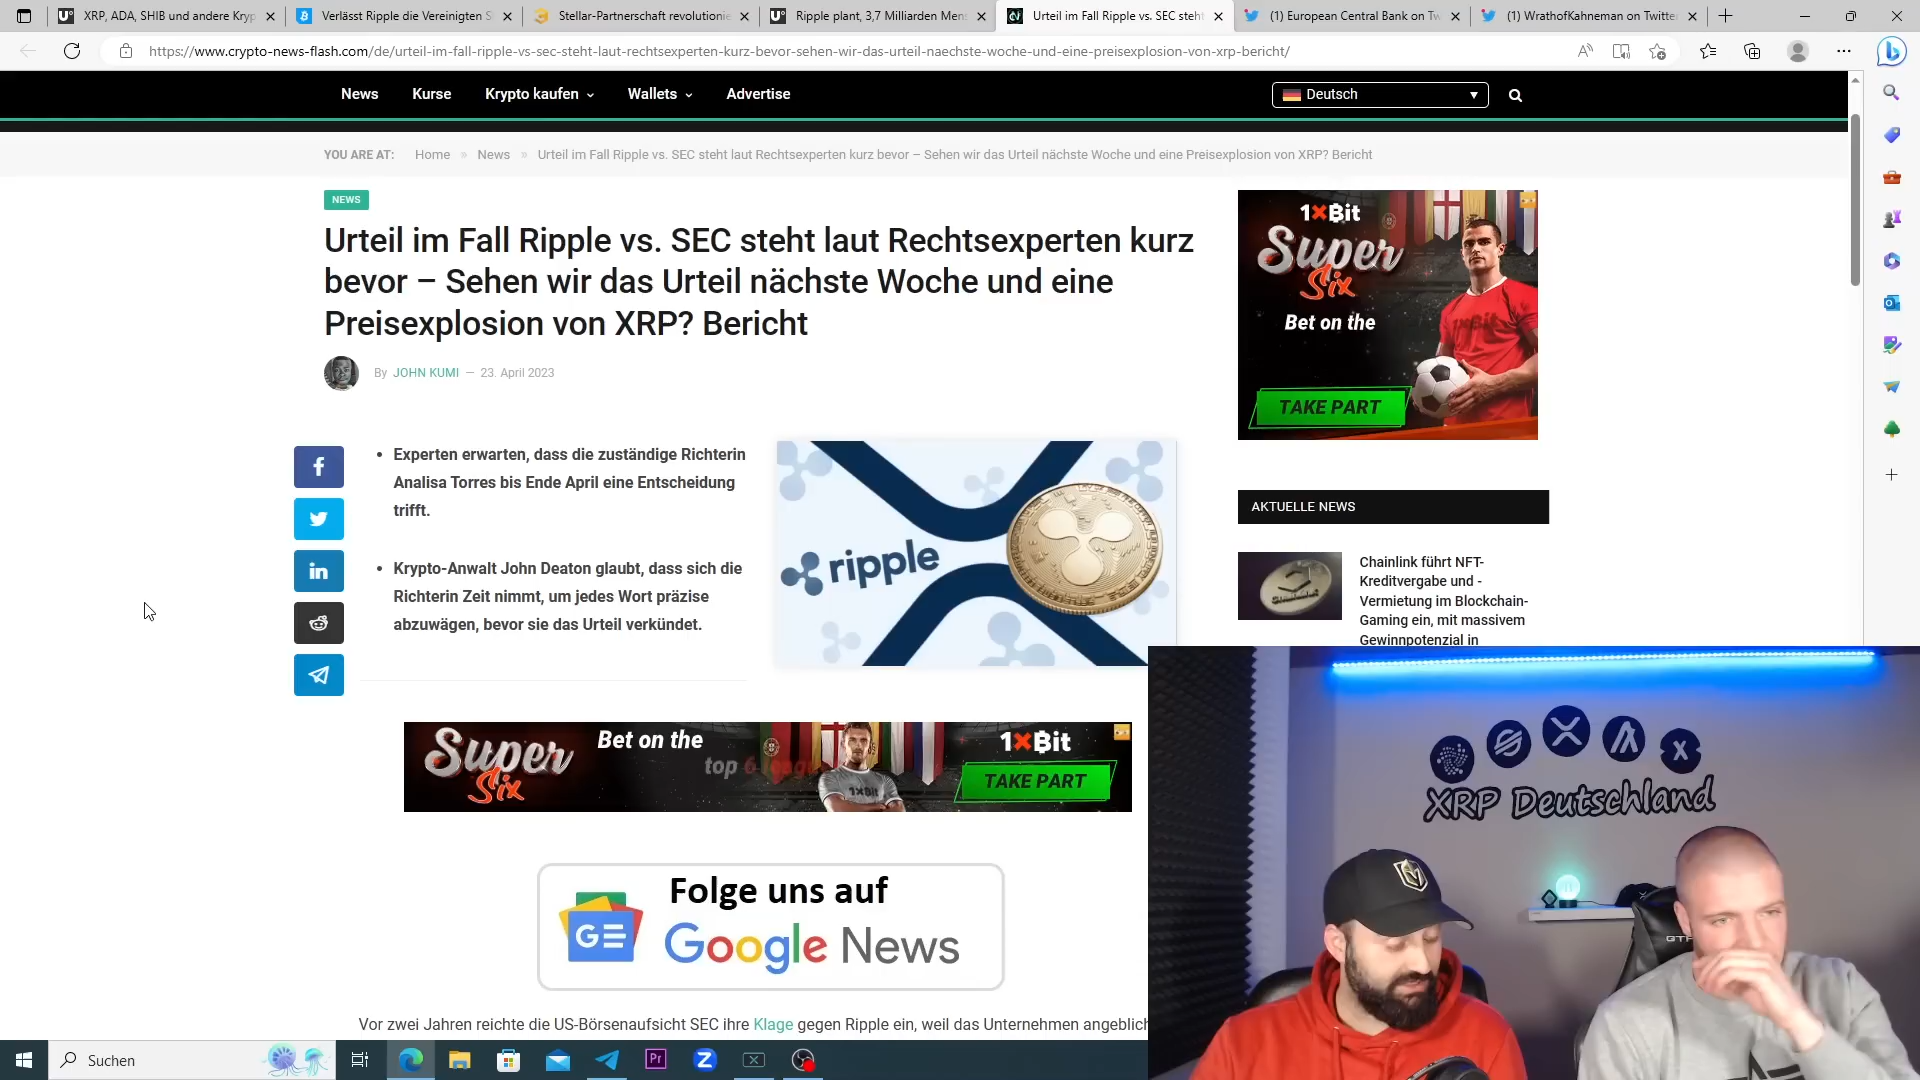 XRP, ADA, SHIB und andere Kryp
Verlässt Ripple die Vereinigten S
Stellar-Partnerschaft revolutionie
Ripple plant, 3,7 Milliarden Men
Urteil im Fall Ripple vs. SEC steht
(1) European Central Bank on Tw
(1) WrathofKahneman on Twitte
https://www.crypto-news-flash.com/de/urteil-im-fall-ripple-vs-sec-steht-laut-rechtsexperten-kurz-bevor-sehen-wir-das-urteil-naechste-woche-und-eine-preisexplosion-von-xrp-bericht/
News
Kurse
Krypto kaufen
Wallets
Advertise
Deutsch
YOU ARE AT: Home » News » Urteil im Fall Ripple vs. SEC steht laut Rechtsexperten kurz bevor – Sehen wir das Urteil nächste Woche und eine Preisexplosion von XRP? Bericht
NEWS
Urteil im Fall Ripple vs. SEC steht laut Rechtsexperten kurz
bevor – Sehen wir das Urteil nächste Woche und eine
Preisexplosion von XRP? Bericht
By JOHN KUMI — 23. April 2023
• Experten erwarten, dass die zuständige Richterin
Analisa Torres bis Ende April eine Entscheidung
trifft.
• Krypto-Anwalt John Deaton glaubt, dass sich die
Richterin Zeit nimmt, um jedes Wort präzise
abzuwägen, bevor sie das Urteil verkündet.
ripple
1XBit
Super
Six
Bet on the
TAKE PART
AKTUELLE NEWS
Chainlink führt NFT-
Kreditvergabe und -
Vermietung im Blockchain-
Gaming ein, mit massivem
Gewinnpotenzial in
Super
Six
Bet on the
top 6
1XBit
1XBit
TAKE PART
Folge uns auf
GE
Google News
Vor zwei Jahren reichte die US-Börsenaufsicht SEC ihre Klage gegen Ripple ein, weil das Unternehmen angeblich
XRP Deutschland
Suchen
Pr
Z